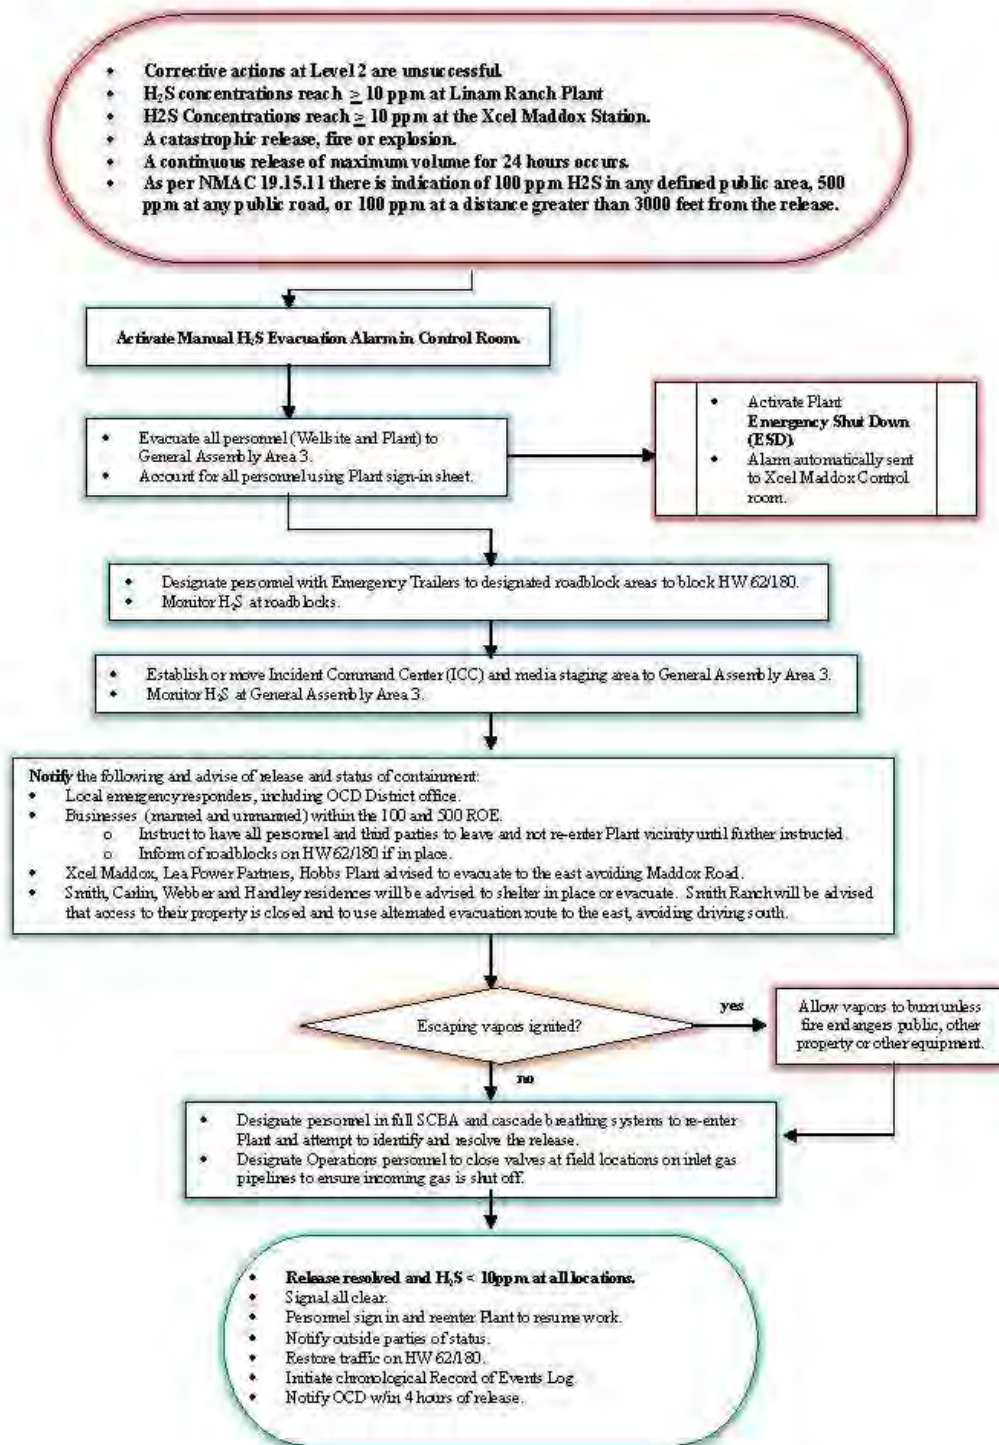 • Corrective actions at Level 2 are unsuccessful.
• H₂S concentrations reach ≥ 10 ppm at Linam Ranch Plant
• H2S Concentrations reach ≥ 10 ppm at the Xcel Maddox Station.
• A catastrophic release, fire or explosion.
• A continuous release of maximum volume for 24 hours occurs.
• As per NMAC 19.15.11 there is indication of 100 ppm H2S in any defined public area, 500
ppm at any public road, or 100 ppm at a distance greater than 3000 feet from the release.
Activate Manual H₂S Evacuation Alarm in Control Room.
• Evacuate all personnel (Wellsite and Plant) to
General Assembly Area 3.
• Account for all personnel using Plant sign-in sheet.
• Activate Plant
Emergency Shut Down
(ESD).
• Alarm automatically sent
to Xcel Maddox Control
room.
• Designate personnel with Emergency Trailers to designated roadblock areas to block HW 62/180.
• Monitor H₂S at roadblocks.
• Establish or move Incident Command Center (ICC) and media staging area to General Assembly Area 3.
• Monitor H₂S at General Assembly Area 3.
Notify the following and advise of release and status of containment:
• Local emergency responders, including OCD District office.
• Businesses (manned and unmanned) within the 100 and 500 ROE.
o Instruct to have all personnel and third parties to leave and not re-enter Plant vicinity until further instructed.
o Inform of roadblocks on HW 62/180 if in place.
• Xcel Maddox, Lea Power Partners, Hobbs Plant advised to evacuate to the east avoiding Maddox Road.
• Smith, Carlin, Webber and Handley residences will be advised to shelter in place or evacuate. Smith Ranch will be advised
that access to their property is closed and to use alternated evacuation route to the east, avoiding driving south.
Escaping vapors ignited?
yes
Allow vapors to burn unless
fire endangers public, other
property or other equipment.
no
• Designate personnel in full SCBA and cascade breathing systems to re-enter
Plant and attempt to identify and resolve the release.
• Designate Operations personnel to close valves at field locations on inlet gas
pipelines to ensure incoming gas is shut off.
• Release resolved and H₂S < 10ppm at all locations.
• Signal all clear.
• Personnel sign in and reenter Plant to resume work.
• Notify outside parties of status.
• Restore traffic on HW 62/180.
• Initiate chronological Record of Events Log
• Notify OCD w/in 4 hours of release.